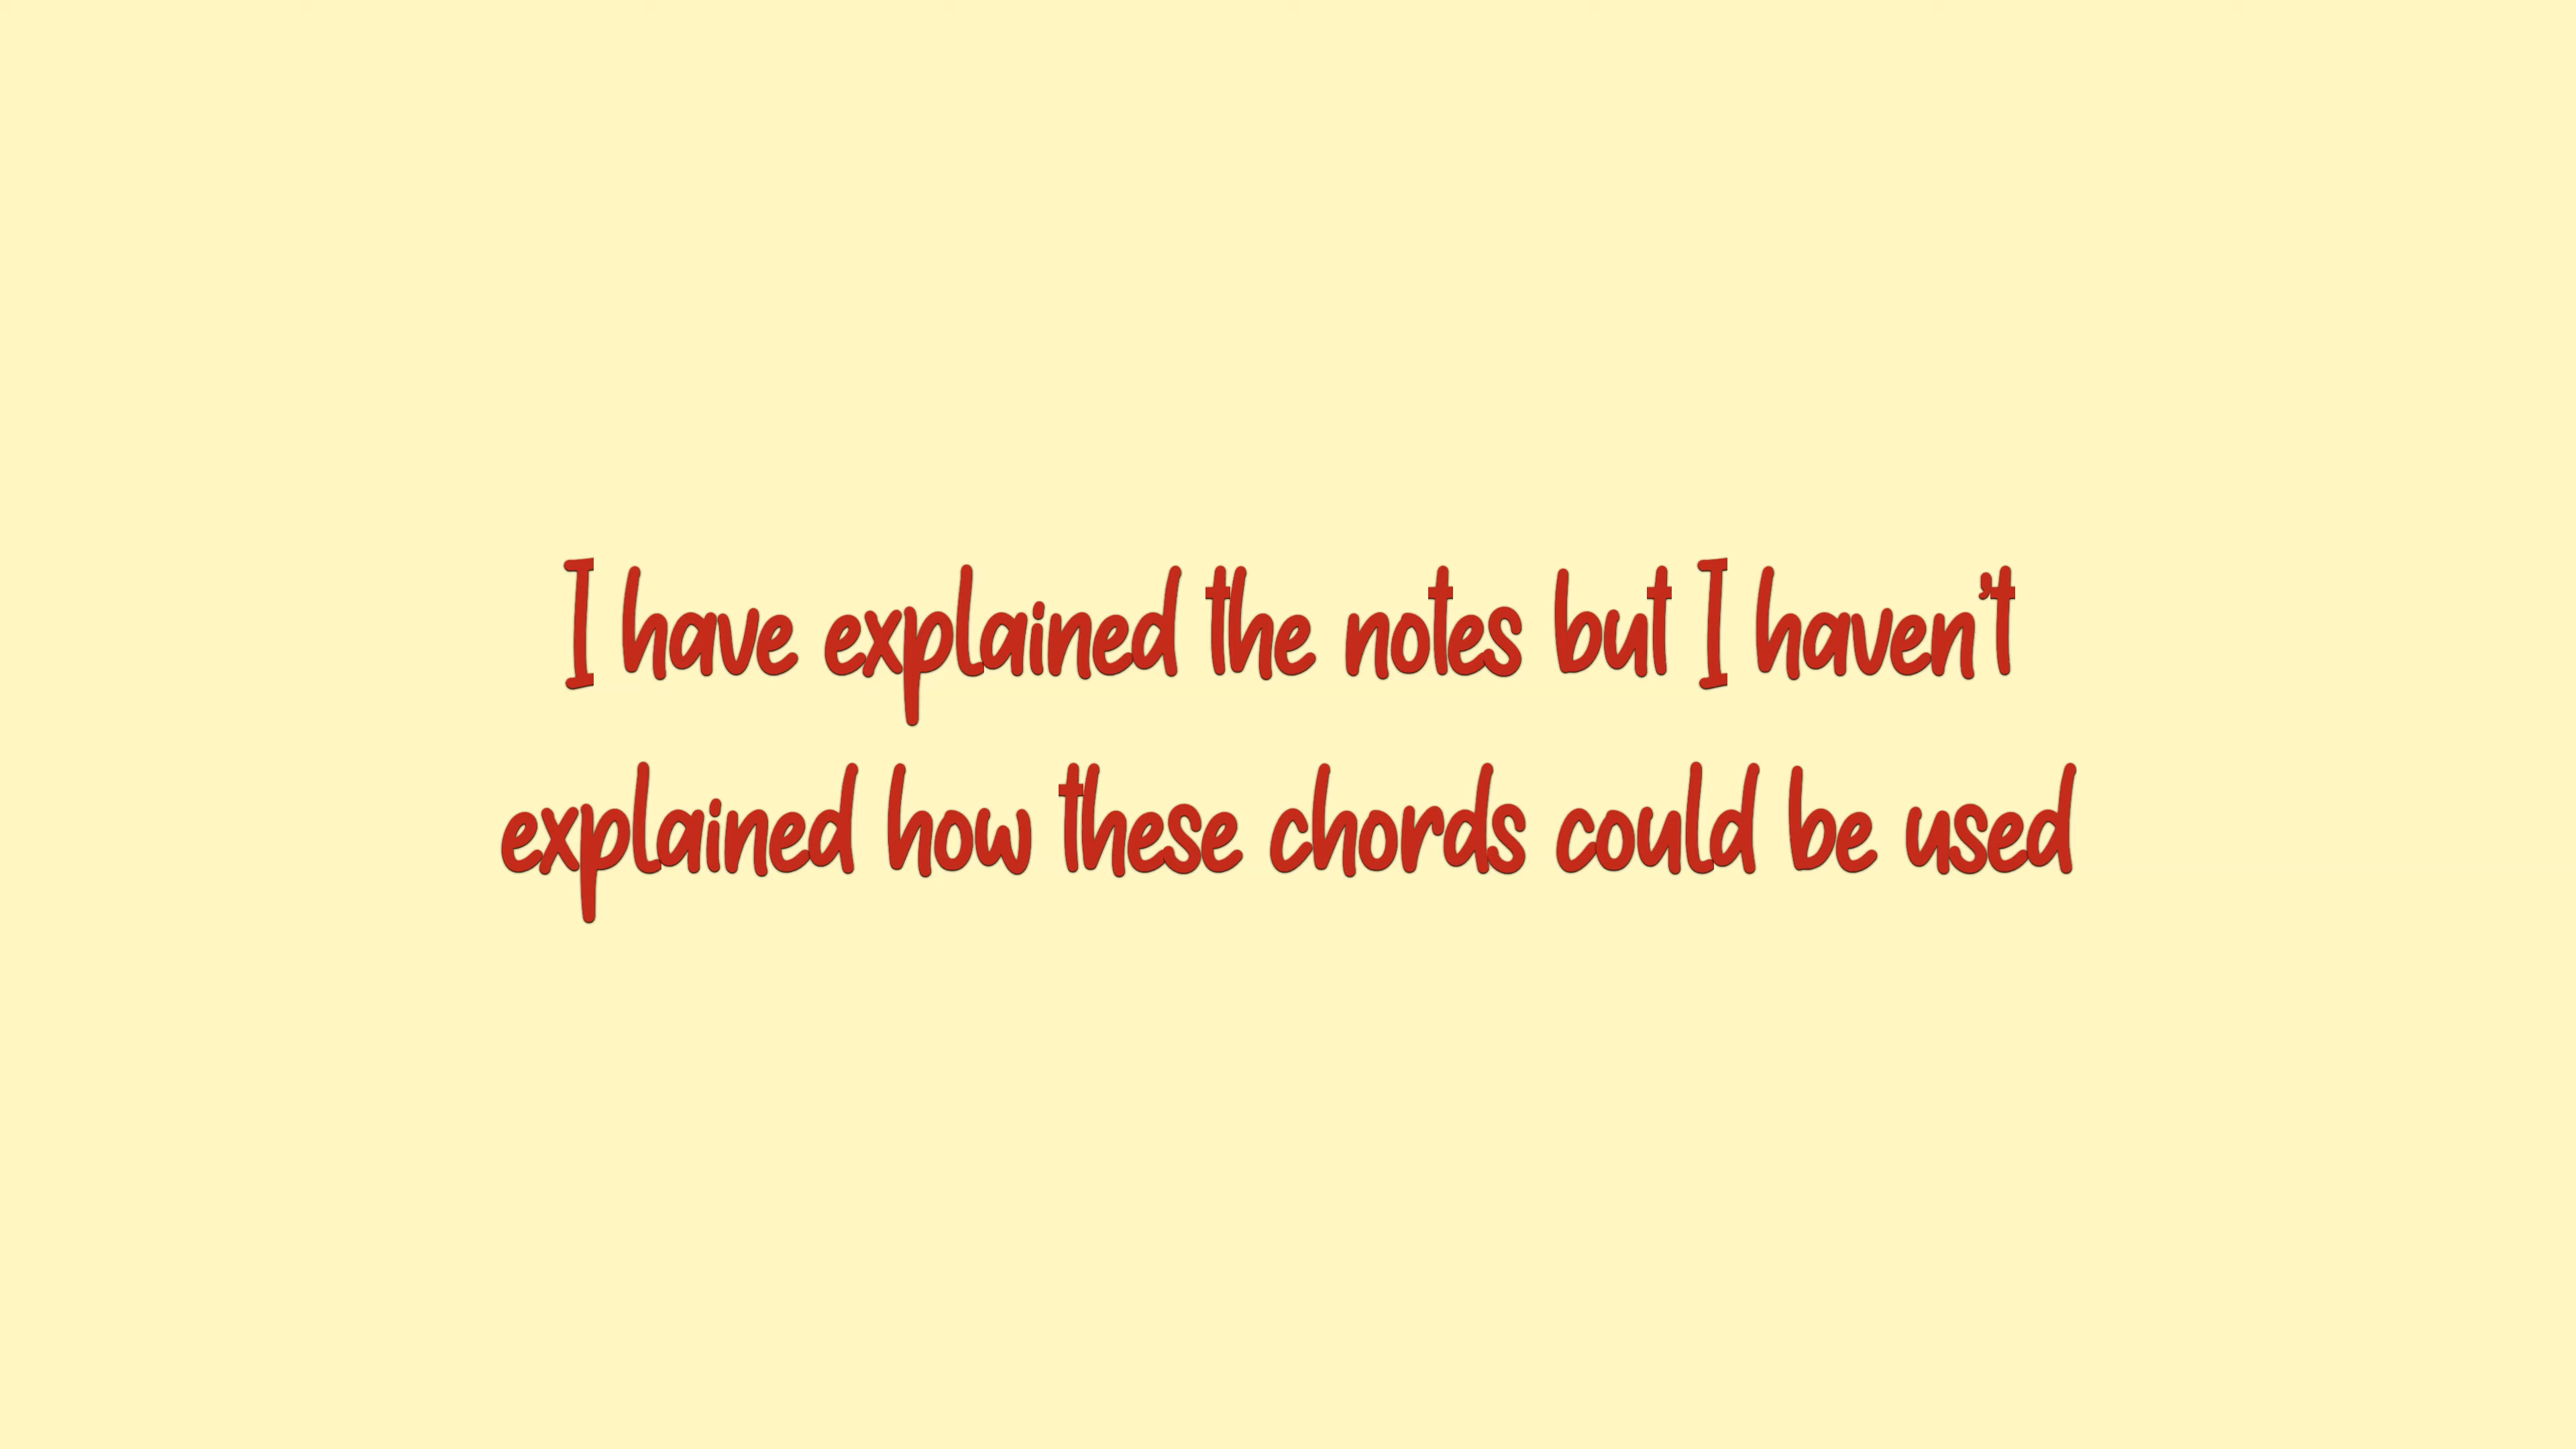 I have explained the notes but I haven't
explained how these chords could be used